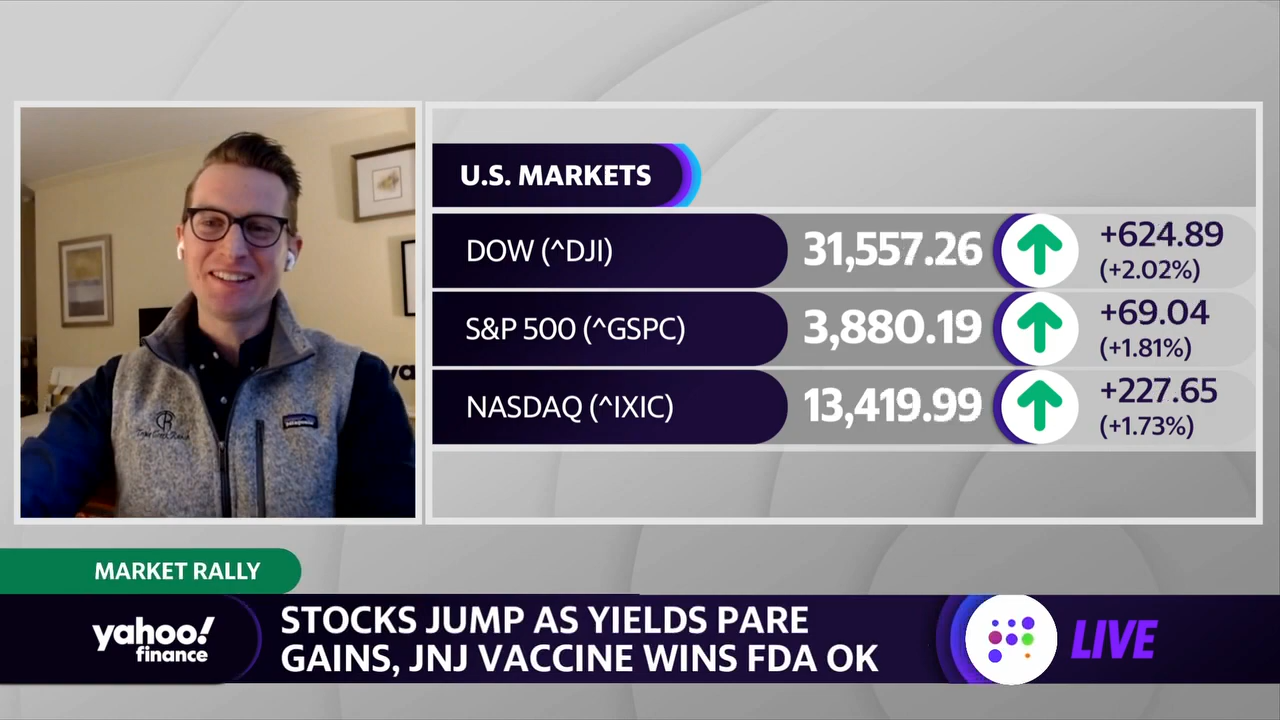 U.S. MARKETS
DOW (^DJI) 31,557.26 +624.89
(+2.02%)
S&P 500 (^GSPC) 3,880.19 +69.04
(+1.81%)
NASDAQ (^IXIC) 13,419.99 +227.65
(+1.73%)
patagonia
MARKET RALLY
yahoo!
finance
STOCKS JUMP AS YIELDS PARE
GAINS, JNJ VACCINE WINS FDA OK
LIVE